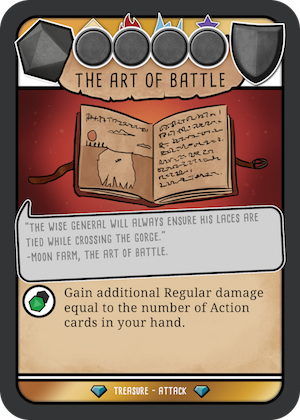 THE ART OF BATTLE
"THE WISE GENERAL WILL ALWAYS ENSURE HIS LACES ARE
TIED WHILE CROSSING THE GORGE."
-MOON FARM, THE ART OF BATTLE.
Gain additional Regular damage
equal to the number of Action
cards in your hand.
TREASURE - ATTACK